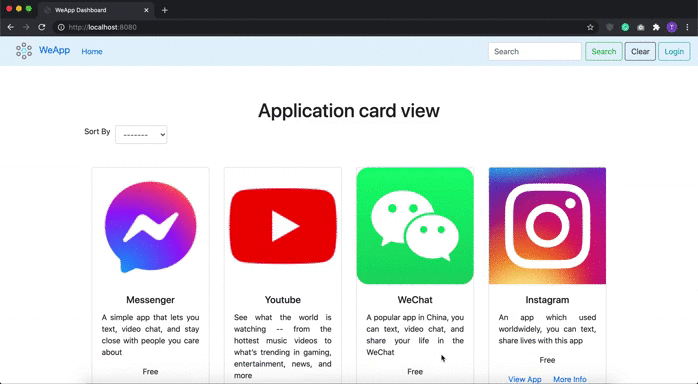 WeApp Dashboard
http://localhost:8080
T
WeApp Home Search Search Clear Login
Application card view
Sort By -------
Messenger
A simple app that lets you
text, video chat, and stay
close with people you care
about
Free
Youtube
See what the world is
watching -- from the
hottest music videos to
what's trending in gaming,
entertainment, news, and
more
WeChat
A popular app in China, you
can text, video chat, and
share your life in the
WeChat
Free
Instagram
An app which used
worldwidely, you can text,
share lives with this app
Free
View App More Info